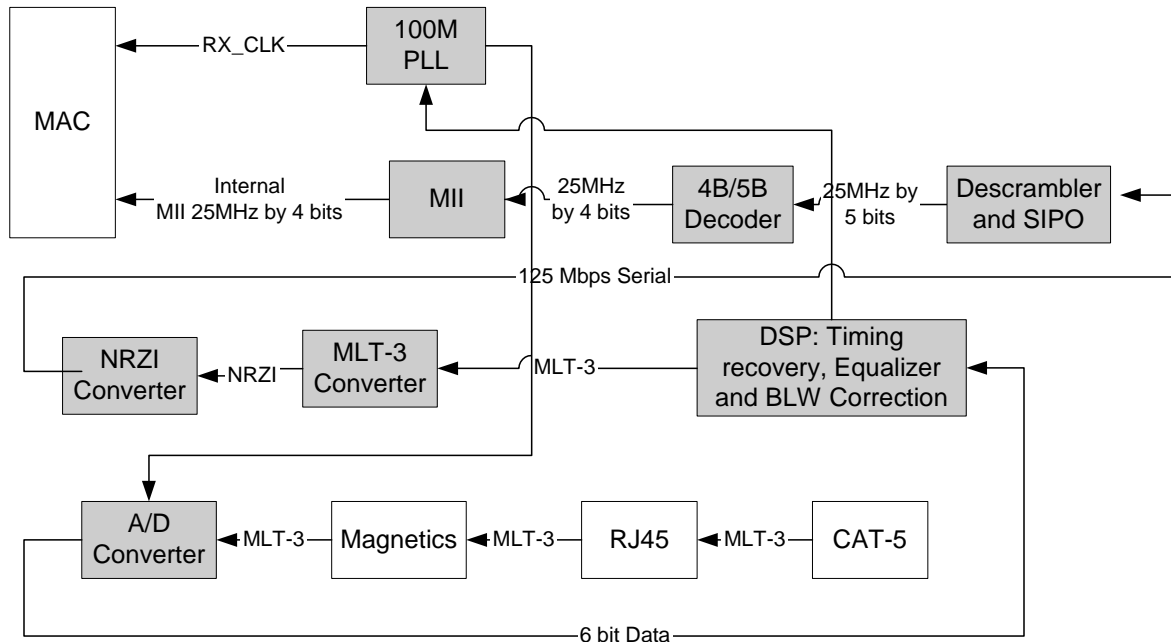 100M
PLL
RX_CLK
MAC
Internal
MII 25MHz by 4 bits
MII
25MHz
by 4 bits
4B/5B
Decoder
25MHz by
5 bits
Descrambler
and SIPO
125 Mbps Serial
NRZI
Converter
NRZI
MLT-3
Converter
MLT-3
DSP: Timing
recovery, Equalizer
and BLW Correction
A/D
Converter
MLT-3
Magnetics
MLT-3
RJ45
MLT-3
CAT-5
6 bit Data